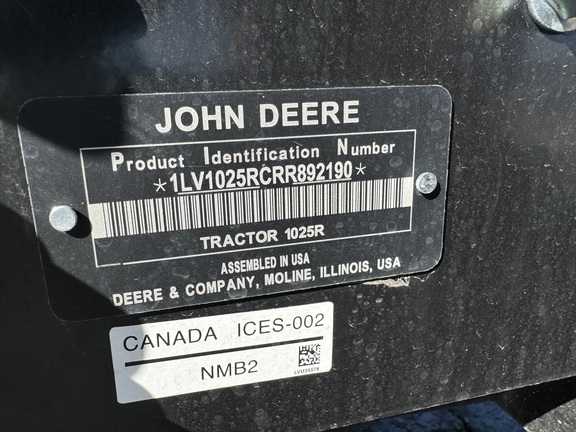 JOHN DEERE
Product Identification Number
*1LV1025RCRR892190*
TRACTOR 1025R
ASSEMBLED IN USA
DEERE & COMPANY, MOLINE, ILLINOIS, USA
CANADA ICES-002
NMB2
LVU35578